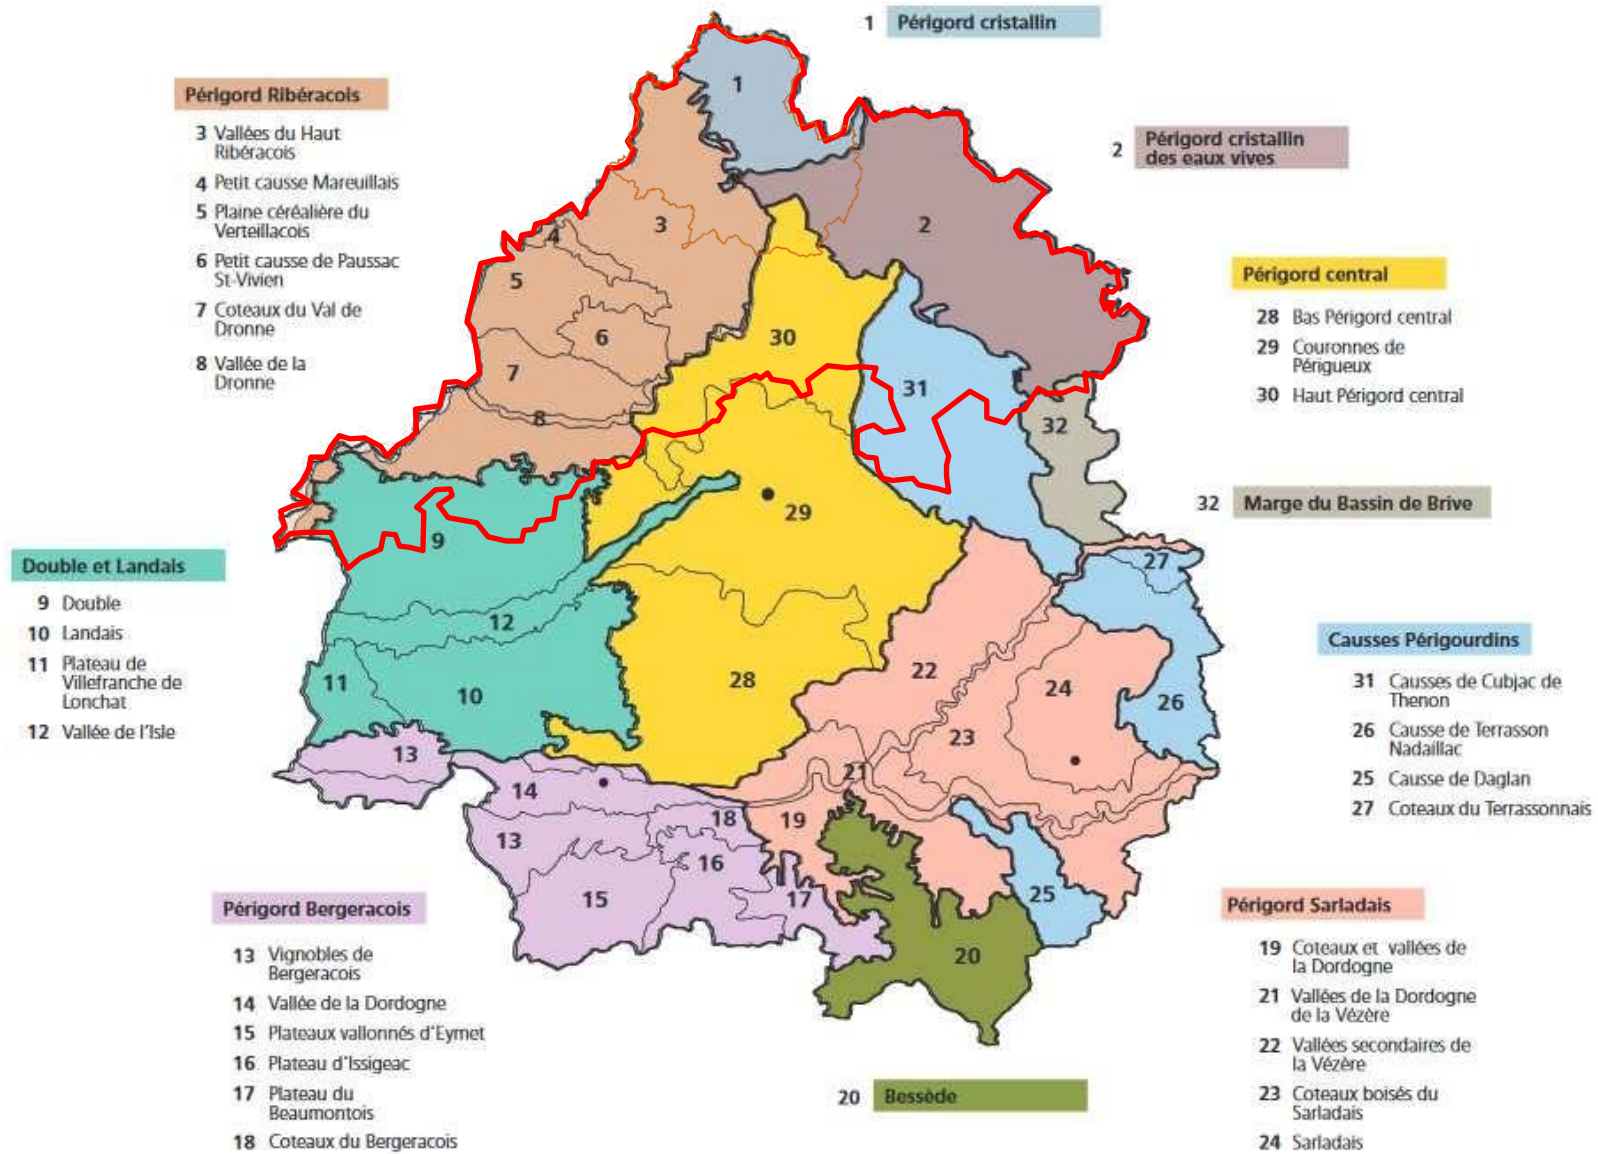 1 Périgord cristallin
Périgord Ribéracois
3 Vallées du Haut
Ribéracois
4 Petit causse Mareuillais
5 Plaine céréalière du
Verteillacois
6 Petit causse de Paussac
St-Vivien
7 Coteaux du Val de
Dronne
8 Vallée de la
Dronne
2 Périgord cristallin
des eaux vives
Périgord central
28 Bas Périgord central
29 Couronnes de
Périgueux
30 Haut Périgord central
32 Marge du Bassin de Brive
Double et Landais
9 Double
10 Landais
11 Plateau de
Villefranche de
Lonchat
12 Vallée de l'Isle
Causses Périgourdins
31 Causses de Cubjac de
Thenon
26 Causse de Terrasson
Nadaillac
25 Causse de Daglan
27 Coteaux du Terrassonnais
Périgord Bergeracois
13 Vignobles de
Bergeracois
14 Vallée de la Dordogne
15 Plateaux vallonnés d'Eymet
16 Plateau d'Issigeac
17 Plateau du
Beaumontois
18 Coteaux du Bergeracois
Périgord Sarladais
19 Coteaux et vallées de
la Dordogne
21 Vallées de la Dordogne
de la Vézère
22 Vallées secondaires de
la Vézère
23 Coteaux boisés du
Sarladais
24 Sarladais
20 Bessède
1
2
3
4
5
6
30
7
31
8
32
9
29
27
12
22
11
10
28
24
26
23
13
21
14
18
19
13
16
15
17
25
20